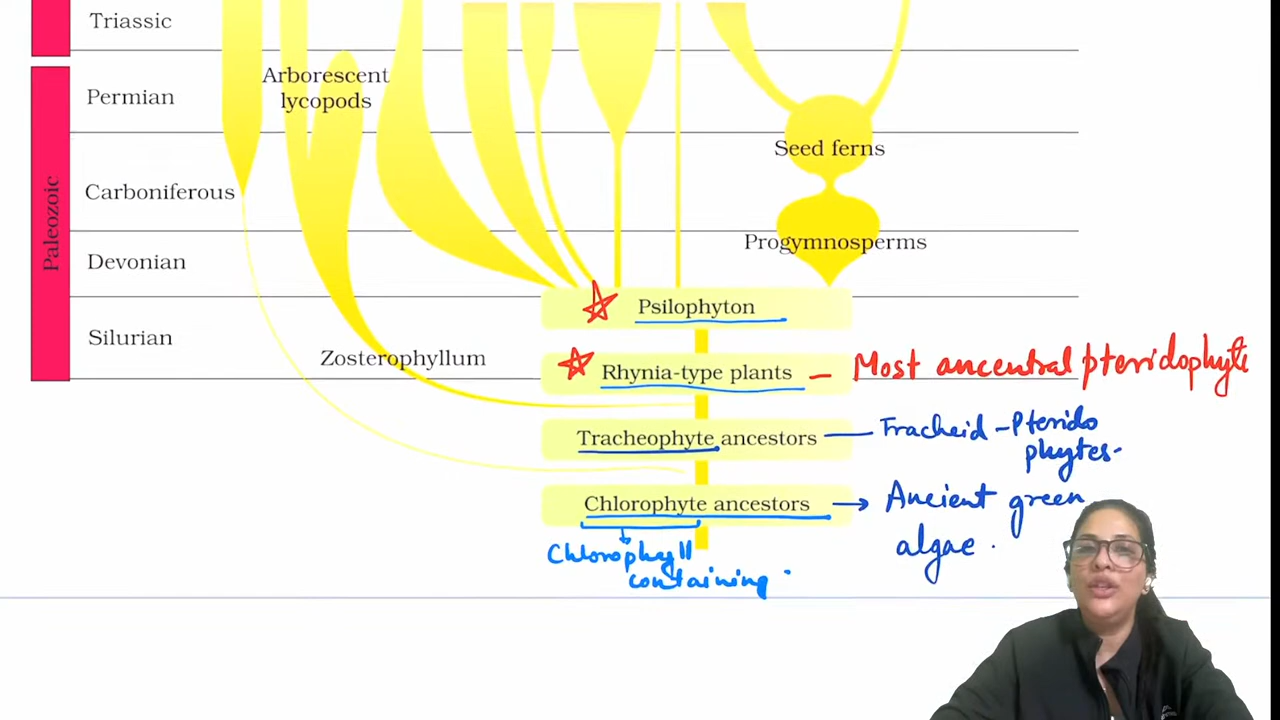 Triassic
Arborescent
lycopods
Permian
Seed ferns
Paleozoic
Carboniferous
Progymnosperms
Devonian
Psilophyton
Silurian
Zosterophyllum
Rhynia-type plants – Most ancentral pteridophyte
Tracheophyte ancestors — Tracheid – Pterido
phytes-
Chlorophyte ancestors → Ancient green
algae.
Chlorophyll
containing